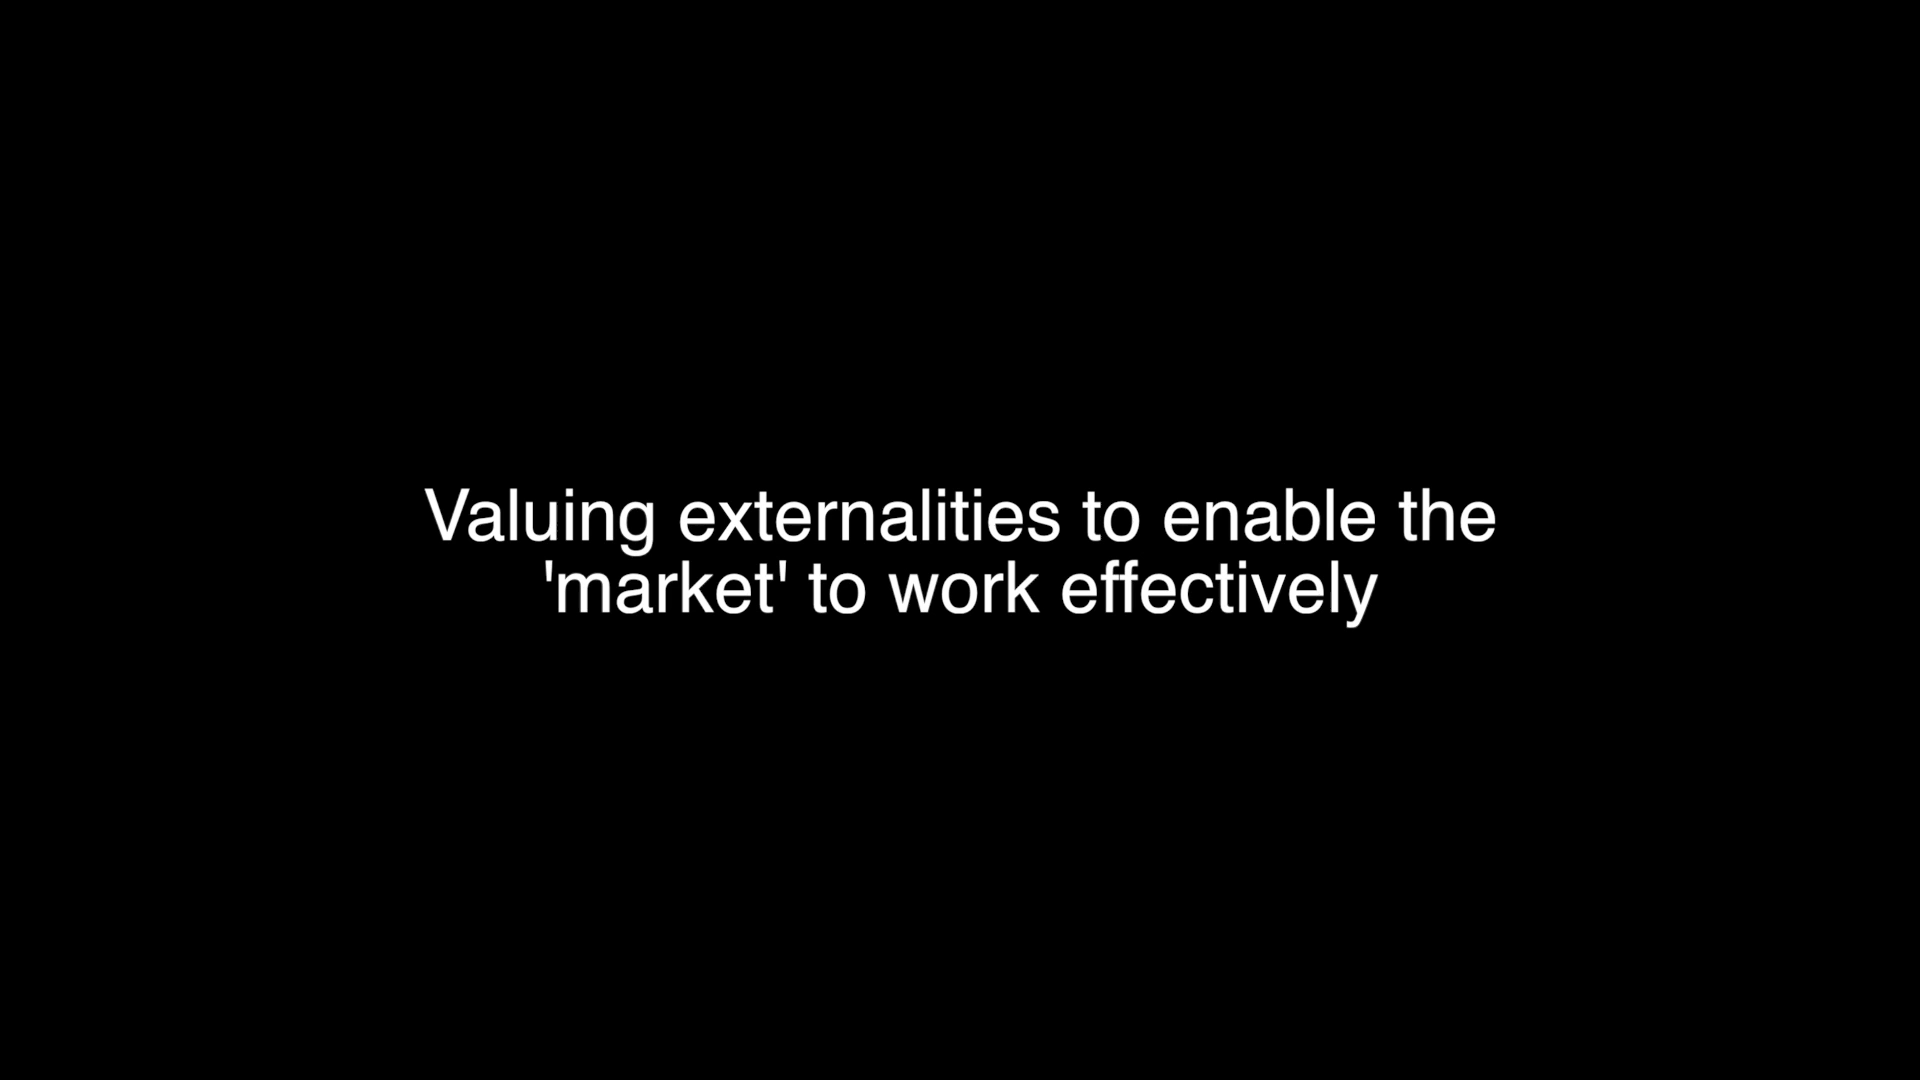 Valuing externalities to enable the
'market' to work effectively